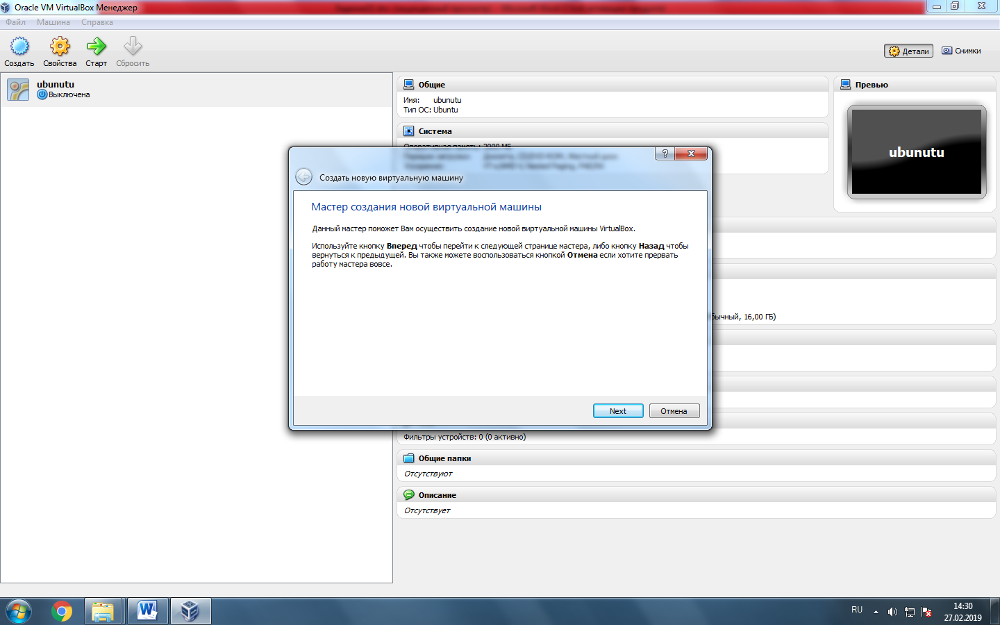 Oracle VM VirtualBox Менеджер
Файл Машина Справка
Создать Свойства Старт Сбросить
Детали Снимки
ubunutu
Выключена
Общие
Имя: ubunutu
Тип ОС: Ubuntu
Система
Оперативная память: 2000 МБ
Превью
ubunutu
Создать новую виртуальную машину
Мастер создания новой виртуальной машины
Данный мастер поможет Вам осуществить создание новой виртуальной машины VirtualBox.
Используйте кнопку Вперед чтобы перейти к следующей странице мастера, либо кнопку Назад чтобы
вернуться к предыдущей. Вы также можете воспользоваться кнопкой Отмена если хотите прервать
работу мастера вовсе.
бычный, 16,00 ГБ)
Next Отмена
Фильтры устройств: 0 (0 активно)
Общие папки
Отсутствуют
Описание
Отсутствует
RU
14:30
27.02.2019